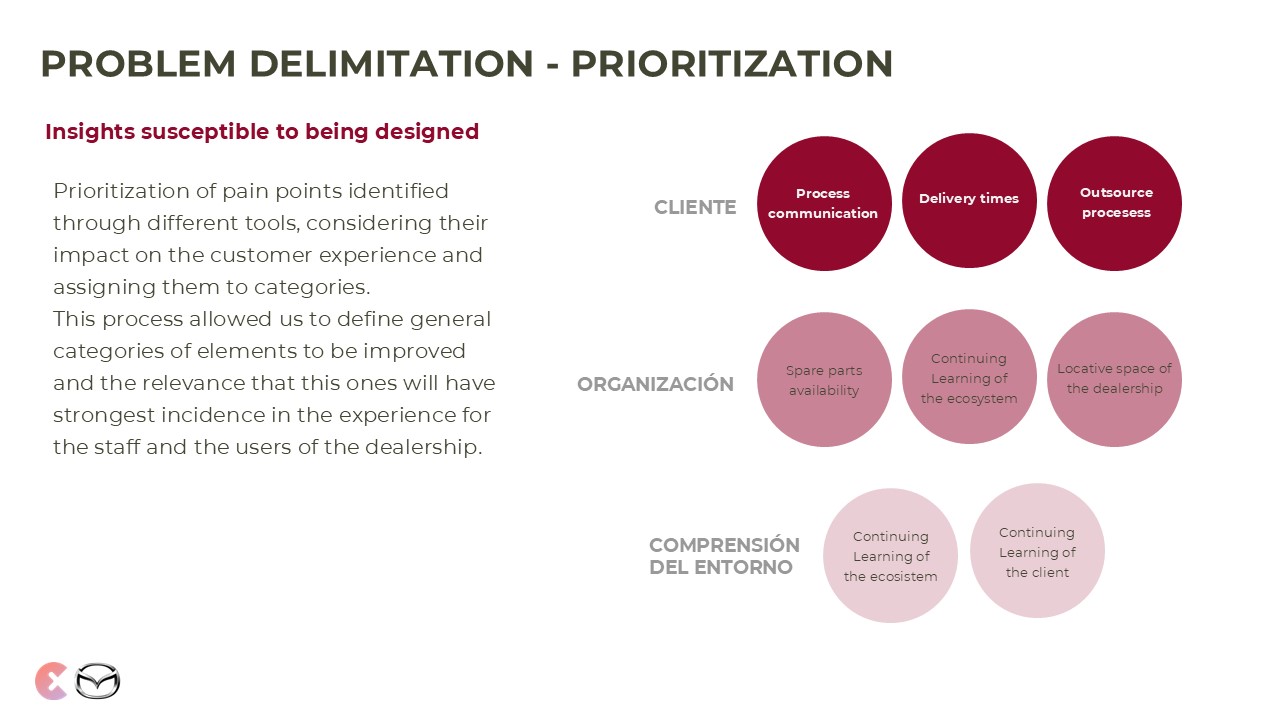 PROBLEM DELIMITATION - PRIORITIZATION
Insights susceptible to being designed
Prioritization of pain points identified
through different tools, considering their
impact on the customer experience and
assigning them to categories.
This process allowed us to define general
categories of elements to be improved
and the relevance that this ones will have
strongest incidence in the experience for
the staff and the users of the dealership.
CLIENTE
Process
communication
Delivery times
Outsource
procesess
ORGANIZACIÓN
Spare parts
availability
Continuing
Learning of
the ecosystem
Locative space of
the dealership
COMPRENSIÓN
DEL ENTORNO
Continuing
Learning of
the ecosistem
Continuing
Learning of
the client